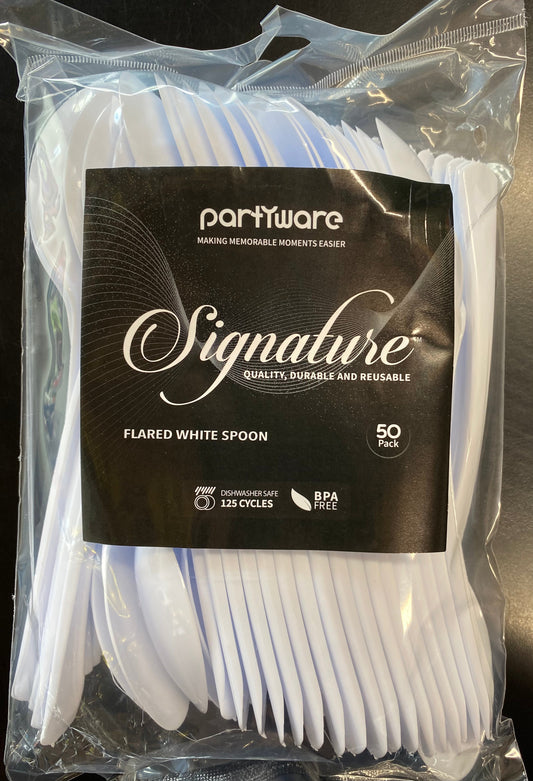 partyware
MAKING MEMORABLE MOMENTS EASIER
Signature
QUALITY, DURABLE AND REUSABLE
FLARED WHITE SPOON
50
Pack
DISHWASHER SAFE
125 CYCLES
BPA
FREE